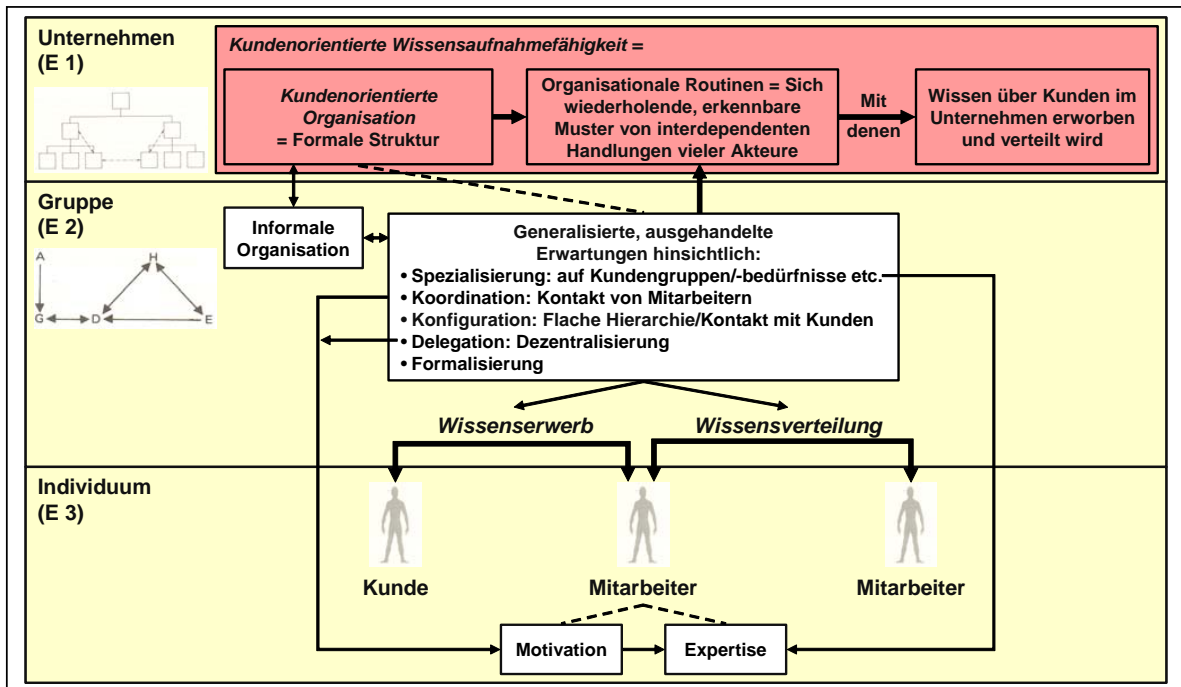 Unternehmen
(E 1)
Kundenorientierte Wissensaufnahmefähigkeit =
Kundenorientierte
Organisation
= Formale Struktur
Organisationale Routinen = Sich
wiederholende, erkennbare
Muster von interdependenten
Handlungen vieler Akteure
Mit
denen
Wissen über Kunden im
Unternehmen erworben
und verteilt wird
Gruppe
(E 2)
A
H
G
D
E
Informale
Organisation
Generalisierte, ausgehandelte
Erwartungen hinsichtlich:
• Spezialisierung: auf Kundengruppen/-bedürfnisse etc.
• Koordination: Kontakt von Mitarbeitern
• Konfiguration: Flache Hierarchie/Kontakt mit Kunden
• Delegation: Dezentralisierung
• Formalisierung
Wissenserwerb
Wissensverteilung
Individuum
(E 3)
Kunde
Mitarbeiter
Mitarbeiter
Motivation
Expertise